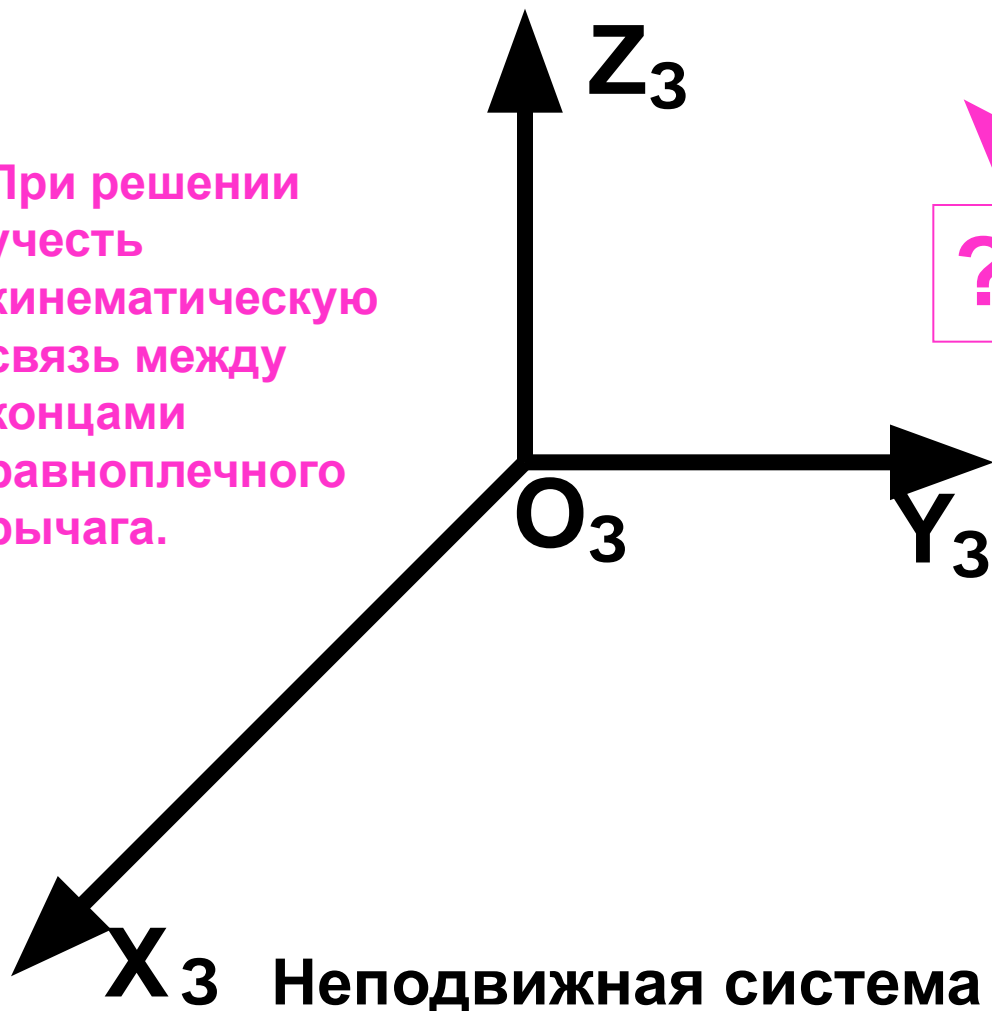 Z3
При решении
учесть
кинематическую
связь между
концами
равноплечного
рычага.
?
O3
Y3
X3
Неподвижная система